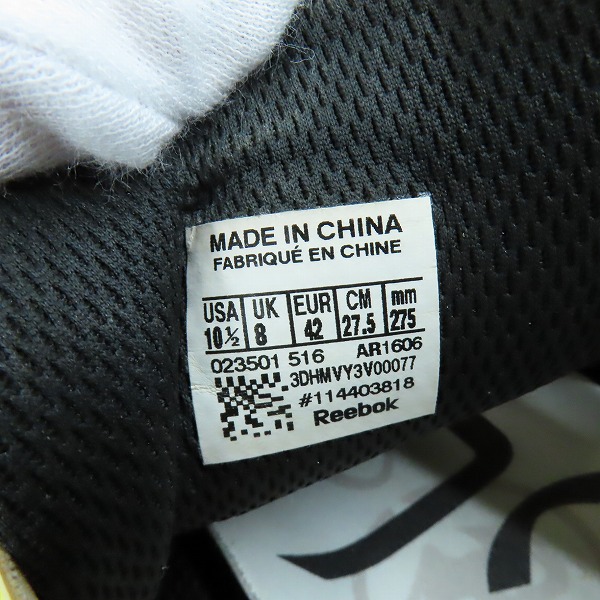 MADE IN CHINA
FABRIQUÉ EN CHINE
USA UK EUR CM mm
10½ 8 42 27.5 275
023501 516 AR1606
3DHMVY3V00077
#114403818
Reebok